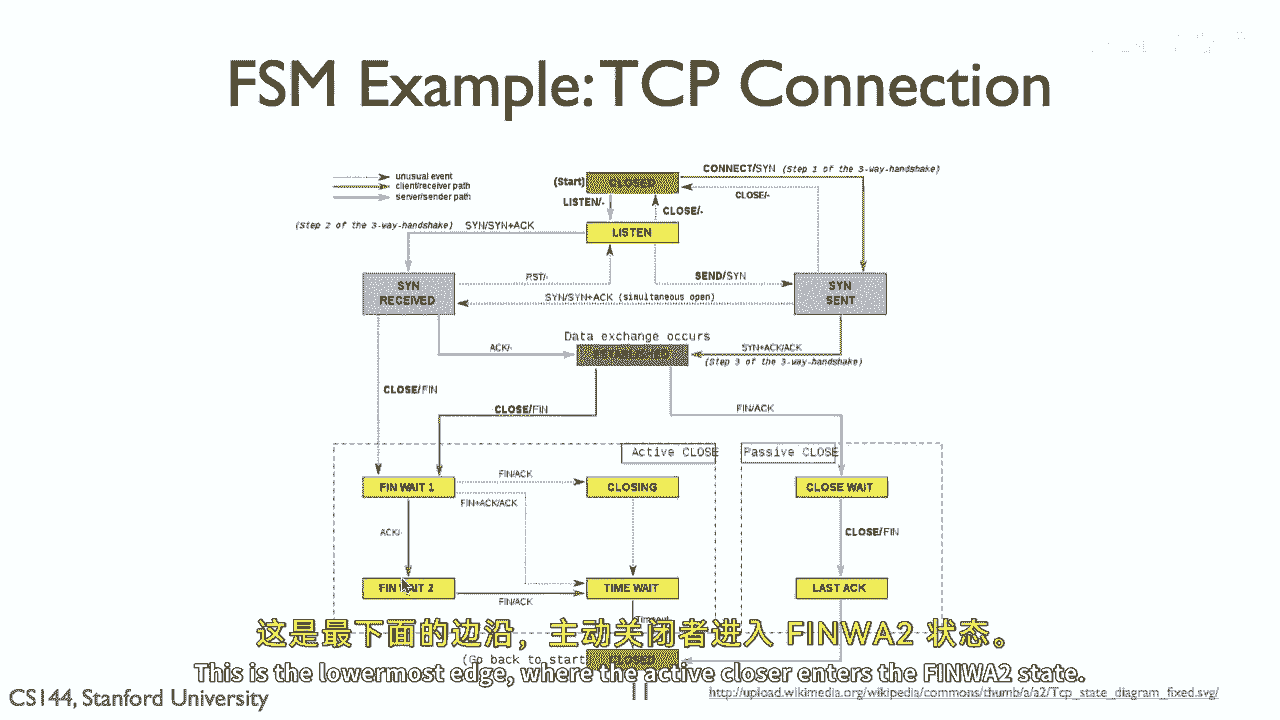 FSM Example: TCP Connection
unusual event
client/receiver path
server/sender path
(Start)
CONNECT/SYN (Step 1 of the 3-way-handshake)
CLOSE/-
LISTEN/-
CLOSE/-
(Step 2 of the 3-way-handshake) SYN/SYN+ACK
LISTEN
SYN
RECEIVED
RST/-
SEND/SYN
SYN
SENT
SYN/SYN+ACK (simultaneous open)
Data exchange occurs
ACK/-
SYN+ACK/ACK
(Step 3 of the 3-way-handshake)
CLOSE/FIN
CLOSE/FIN
FIN/ACK
Active CLOSE
Passive CLOSE
FIN WAIT 1
FIN/ACK
CLOSING
CLOSE WAIT
FIN+ACK/ACK
ACK/-
CLOSE/FIN
FIN WAIT 2
FIN/ACK
TIME WAIT
LAST ACK
Timeout
(Go back to start)
这是最下面的边沿，主动关闭者进入 FINWA2 状态。
This is the lowermost edge, where the active closer enters the FINWA2 state.
CS144, Stanford University
http://upload.wikimedia.org/wikipedia/commons/thumb/a/a2/Tcp_state_diagram_fixed.svg/